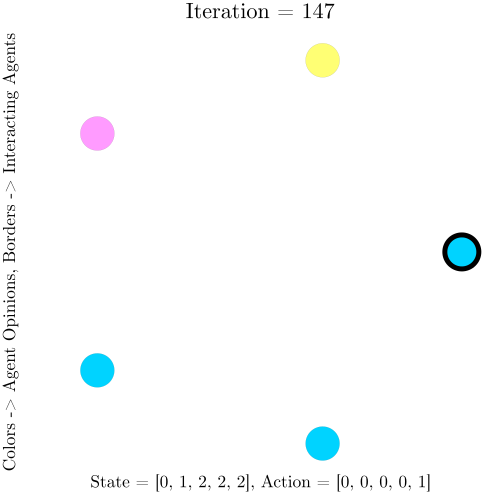 Iteration = 147
Colors -> Agent Opinions, Borders -> Interacting Agents
State = [0, 1, 2, 2, 2], Action = [0, 0, 0, 0, 1]